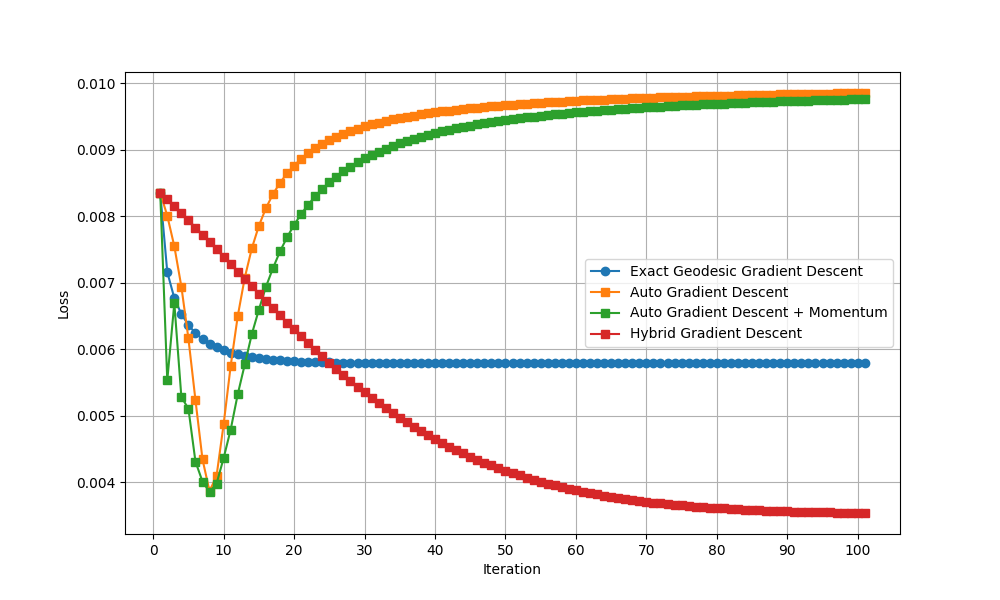 0.010
0.009
0.008
0.007
0.006
0.005
0.004
Loss
Exact Geodesic Gradient Descent
Auto Gradient Descent
Auto Gradient Descent + Momentum
Hybrid Gradient Descent
0 10 20 30 40 50 60 70 80 90 100
Iteration